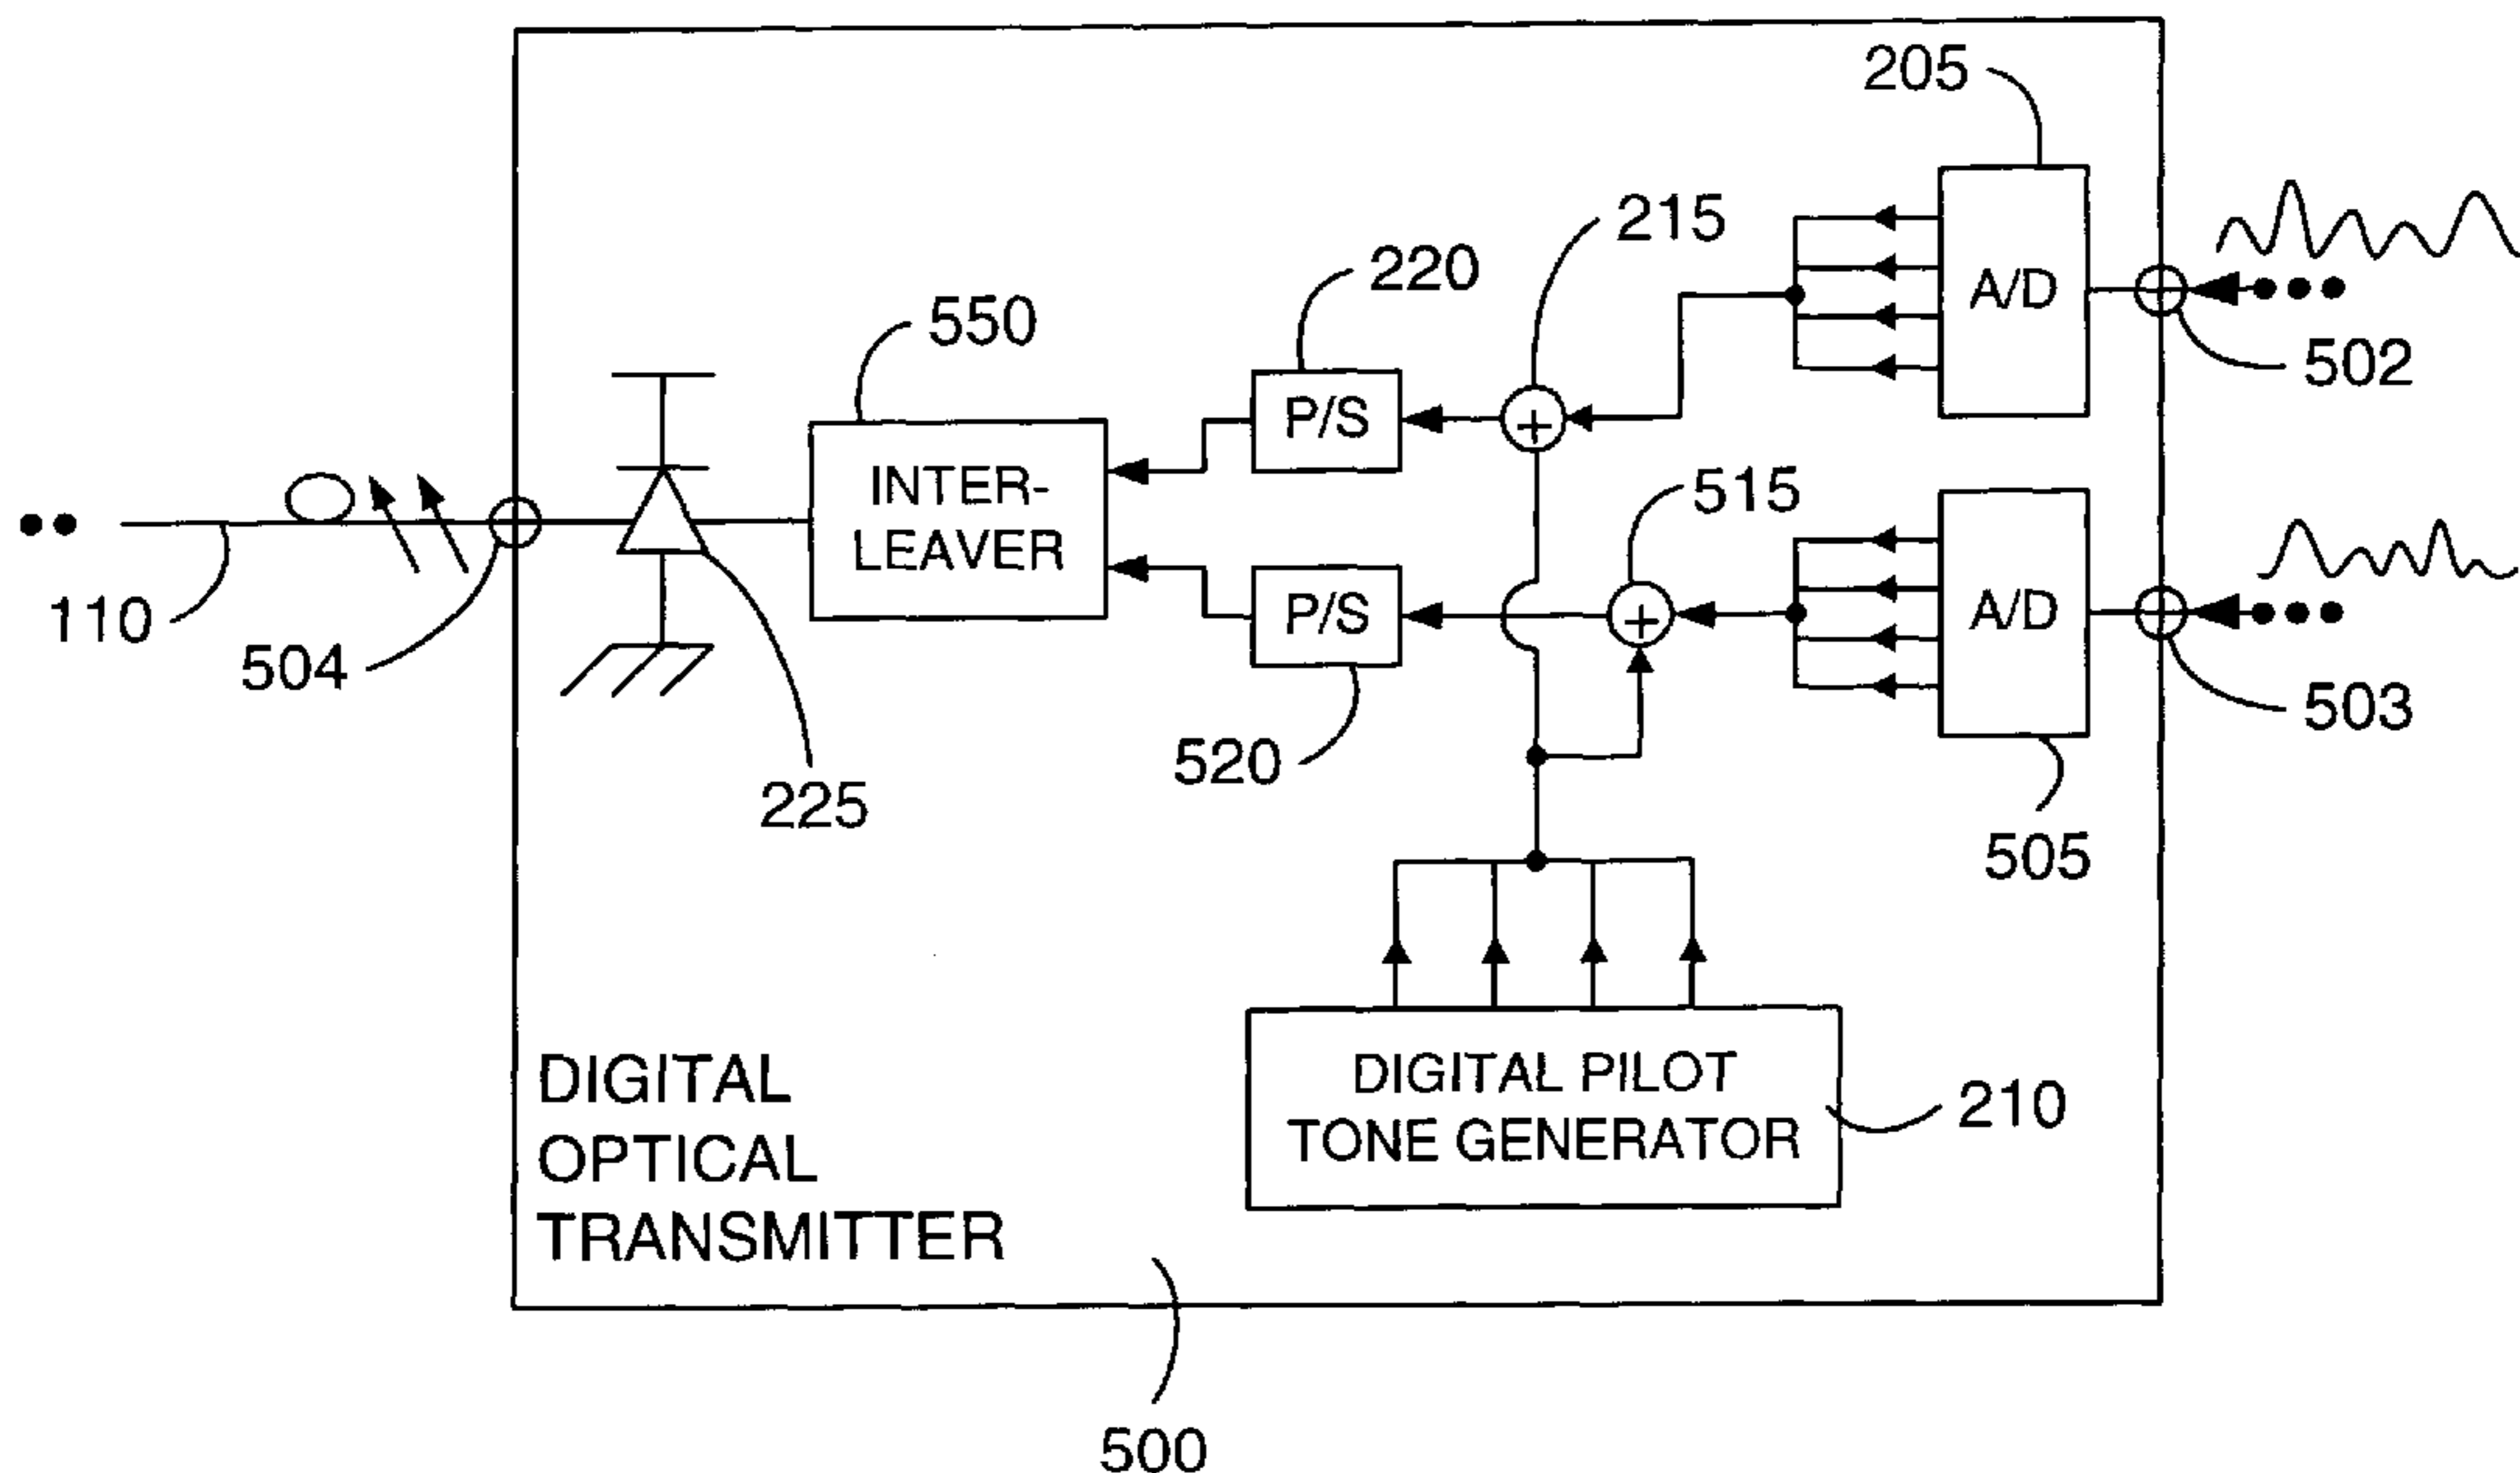 205
215
220
A/D
550
502
P/S
INTER-
LEAVER
515
110
504
P/S
A/D
503
520
225
505
DIGITAL PILOT
TONE GENERATOR
210
DIGITAL
OPTICAL
TRANSMITTER
500